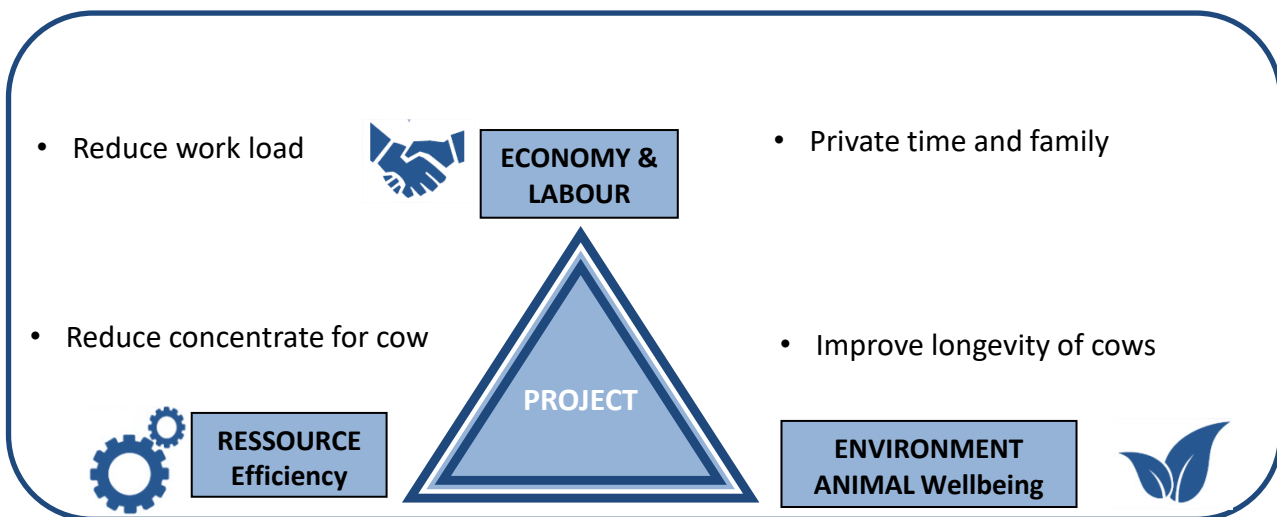 • Reduce work load
ECONOMY &
LABOUR
• Private time and family
• Reduce concentrate for cow
• Improve longevity of cows
PROJECT
RESSOURCE
Efficiency
ENVIRONMENT
ANIMAL Wellbeing